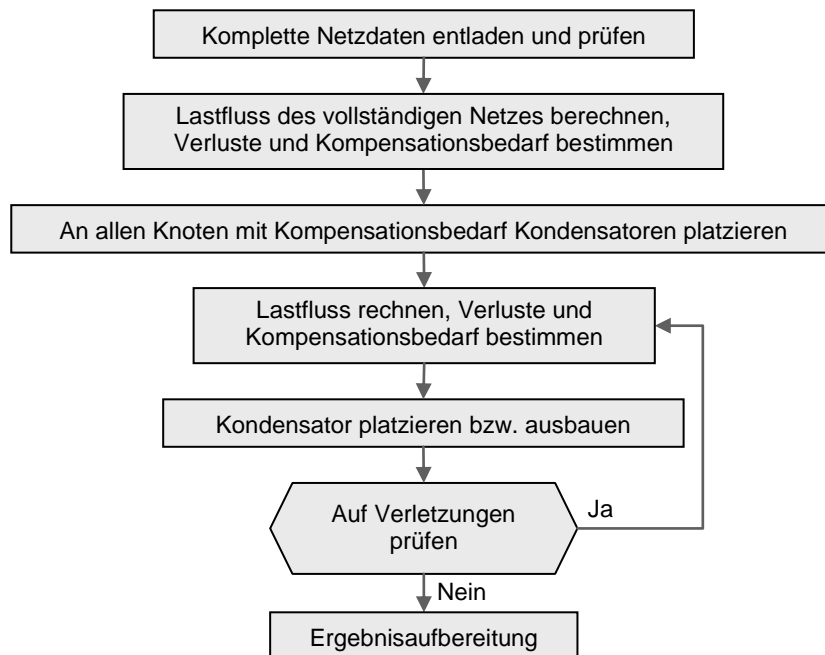 Komplette Netzdaten entladen und prüfen
Lastfluss des vollständigen Netzes berechnen,
Verluste und Kompensationsbedarf bestimmen
An allen Knoten mit Kompensationsbedarf Kondensatoren platzieren
Lastfluss rechnen, Verluste und
Kompensationsbedarf bestimmen
Kondensator platzieren bzw. ausbauen
Auf Verletzungen
prüfen
Ja
Nein
Ergebnisaufbereitung